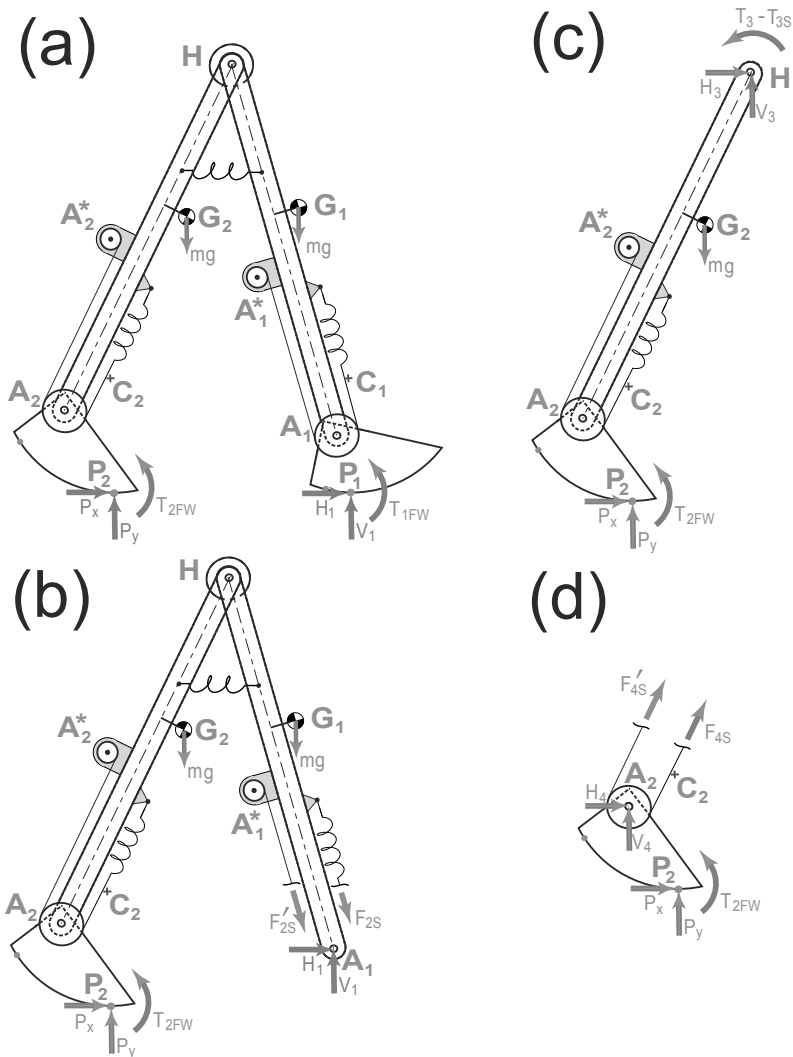 (a)
H
A*2
G2
mg
G1
mg
A*1
A2
C2
C1
A1
P2
Px
Py
T2FW
P1
H1
V1
T1FW
(c)
T3 - T3S
H3
H
V3
A*2
G2
mg
A2
C2
P2
Px
Py
T2FW
(b)
H
A*2
G2
mg
G1
mg
A*1
A2
C2
F2S′
F2S
H1
A1
V1
P2
Px
Py
T2FW
(d)
F4S′
F4S
A2
C2
H4
V4
P2
Px
Py
T2FW